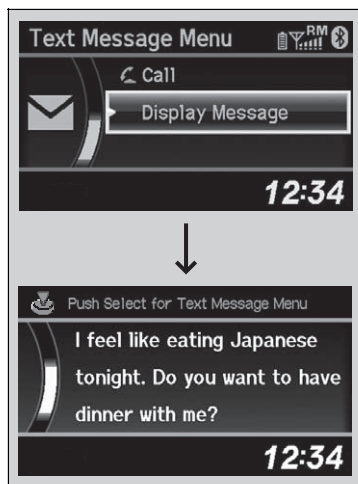 Text Message Menu
RM
Call
Display Message
12:34
Push Select for Text Message Menu
I feel like eating Japanese
tonight. Do you want to have
dinner with me?
12:34